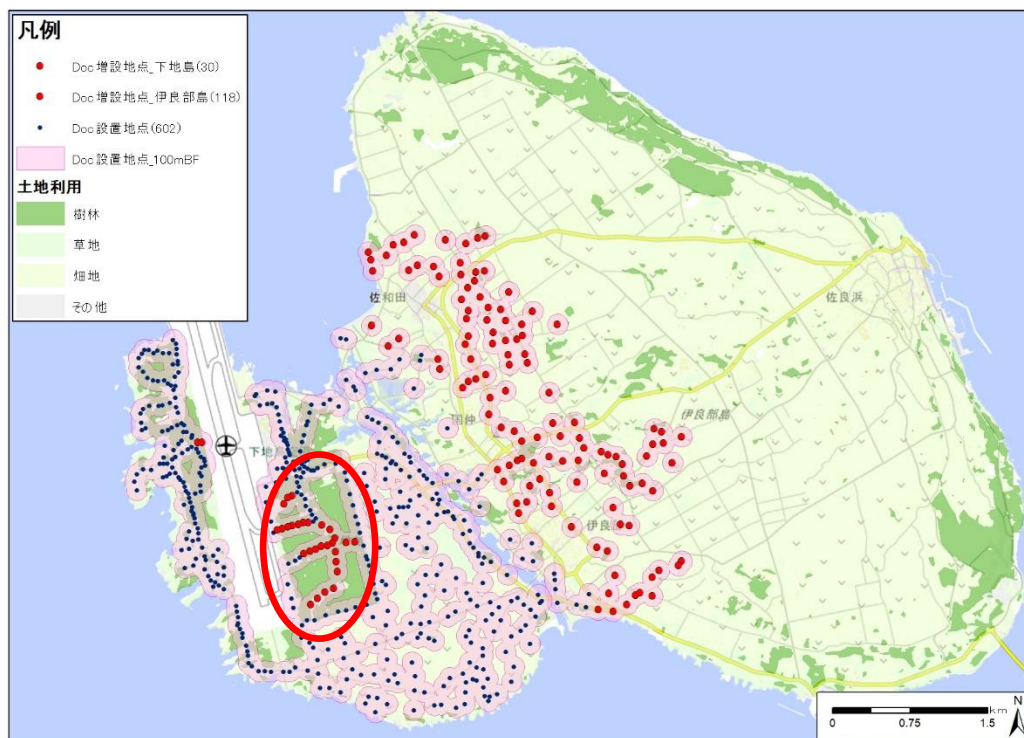 凡例
Doc増設地点_下地島(30)
Doc増設地点_伊良部島(118)
Doc設置地点(602)
Doc設置地点_100mBF
土地利用
樹林
草地
畑地
その他
佐和田
佐良浜
国仲
伊良部島
下地
伊良
N
km
0 0.75 1.5